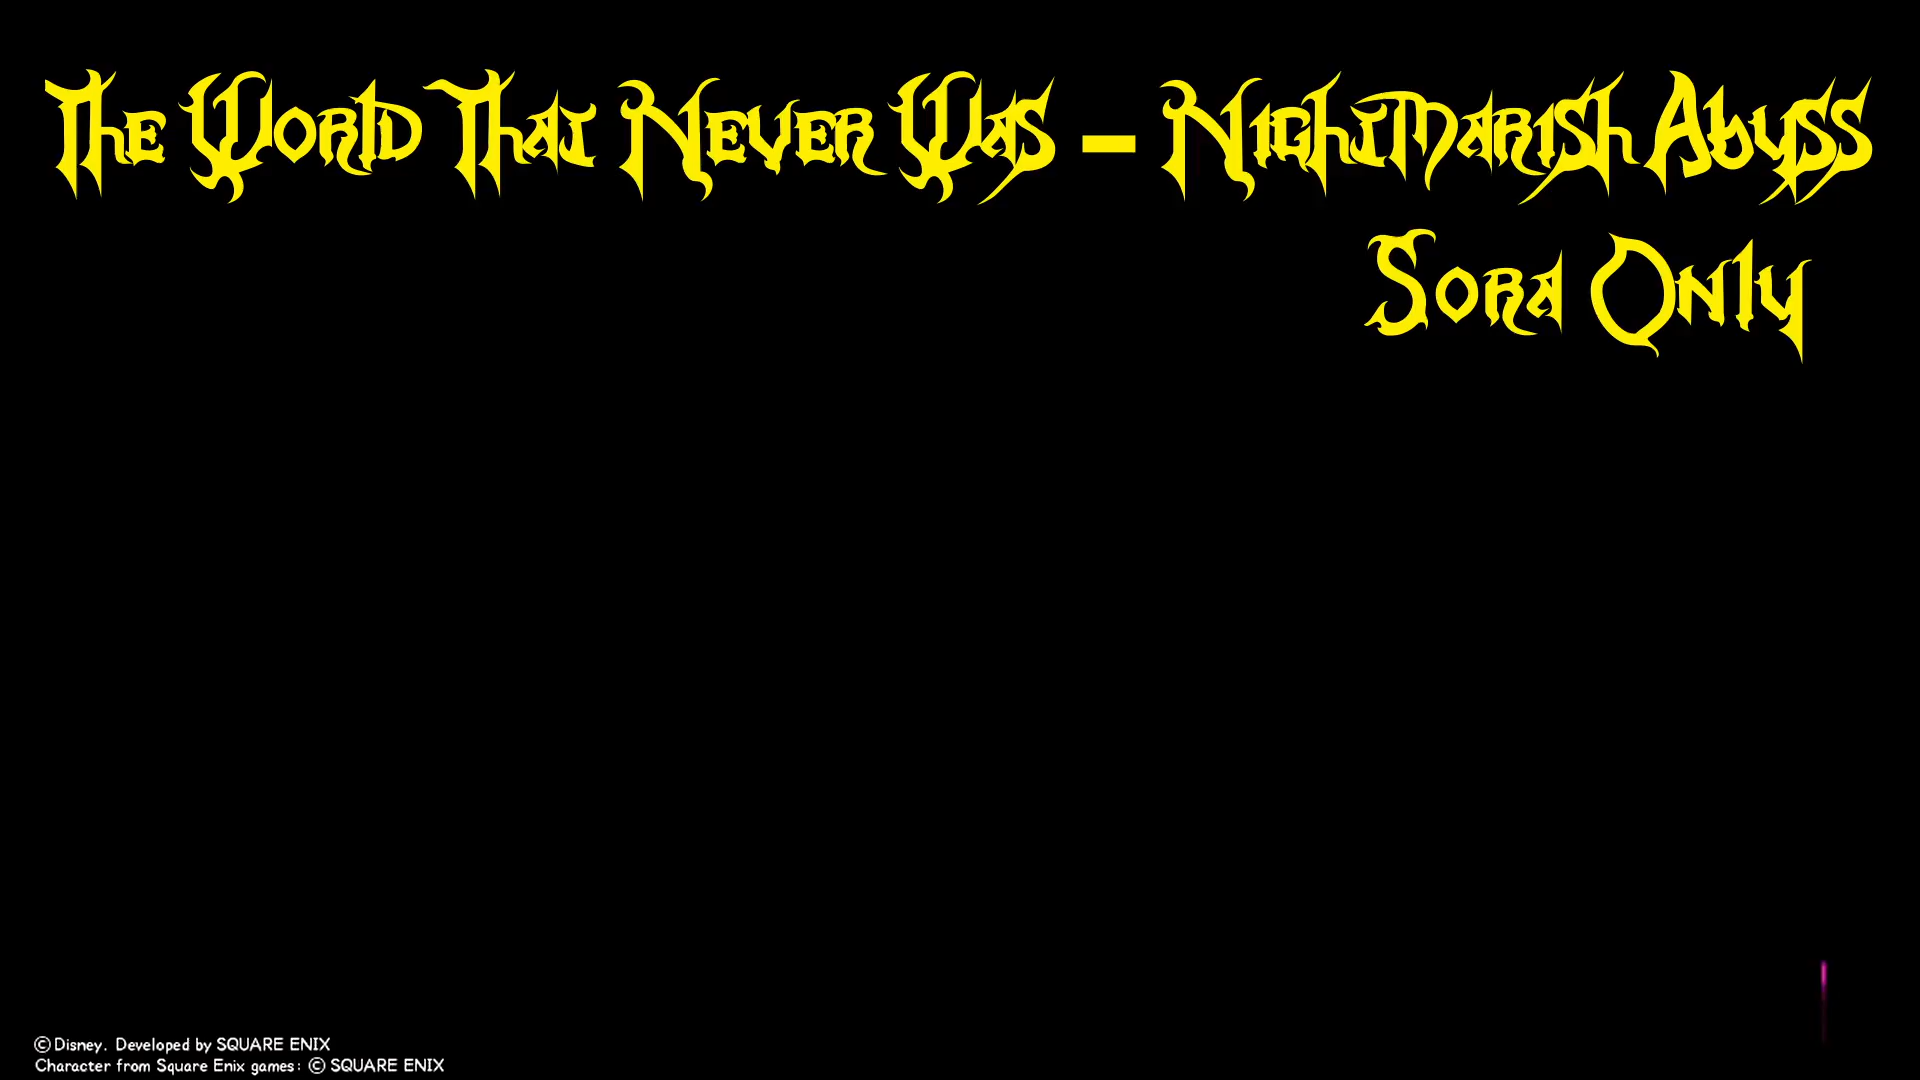 The World That Never Was - Nightmarish Abyss
Sora Only
© Disney. Developed by SQUARE ENIX
Character from Square Enix games: © SQUARE ENIX